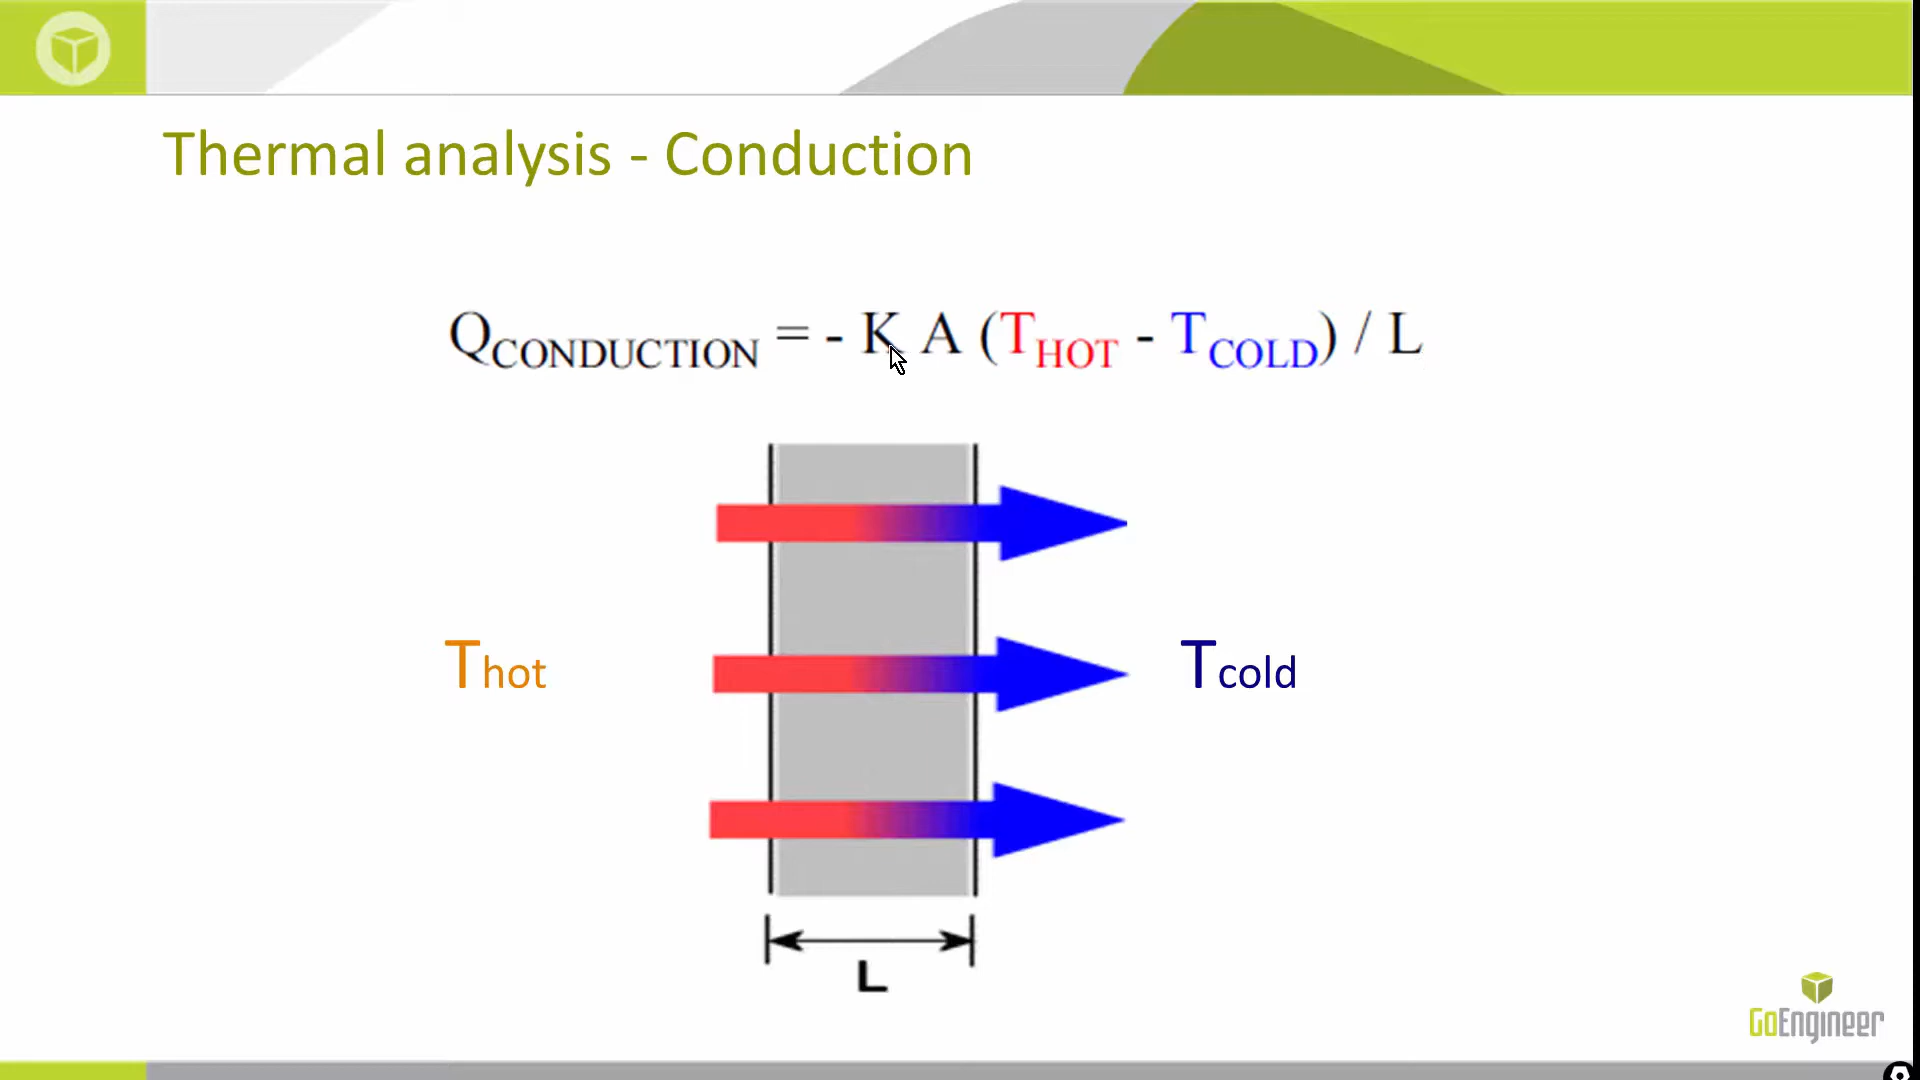 Thermal analysis - Conduction
QCONDUCTION = - K A (THOT - TCOLD) / L
Thot
Tcold
L
GoEngineer